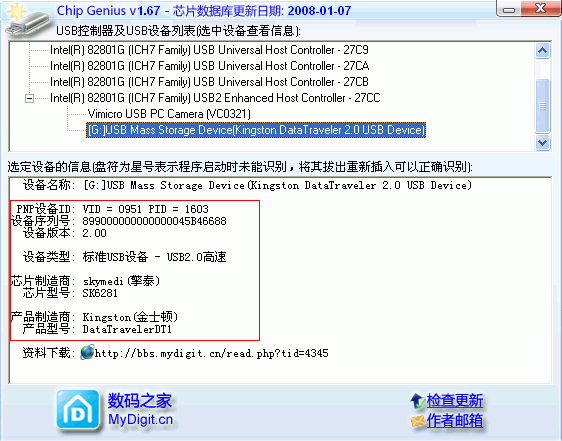 Chip Genius v1.67 - 芯片数据库更新日期: 2008-01-07
USB控制器及USB设备列表(选中设备查看信息):
Intel(R) 82801G (ICH7 Family) USB Universal Host Controller - 27C9
Intel(R) 82801G (ICH7 Family) USB Universal Host Controller - 27CA
Intel(R) 82801G (ICH7 Family) USB Universal Host Controller - 27CB
Intel(R) 82801G (ICH7 Family) USB2 Enhanced Host Controller - 27CC
Vimicro USB PC Camera (VC0321)
[G:]USB Mass Storage Device(Kingston DataTraveler 2.0 USB Device)
选定设备的信息(盘符为星号表示程序启动时未能识别，将其拔出重新插入可以正确识别):
设备名称: [G:]USB Mass Storage Device(Kingston DataTraveler 2.0 USB Device)
PNP设备ID: VID = 0951 PID = 1603
设备序列号: 899000000000000045B46688
设备版本: 2.00
设备类型: 标准USB设备 - USB2.0高速
芯片制造商: skymedi(擎泰)
芯片型号: SK6281
产品制造商: Kingston(金士顿)
产品型号: DataTravelerDT1
资料下载: http://bbs.mydigit.cn/read.php?tid=4345
数码之家 检查更新
MyDigit.cn 作者邮箱